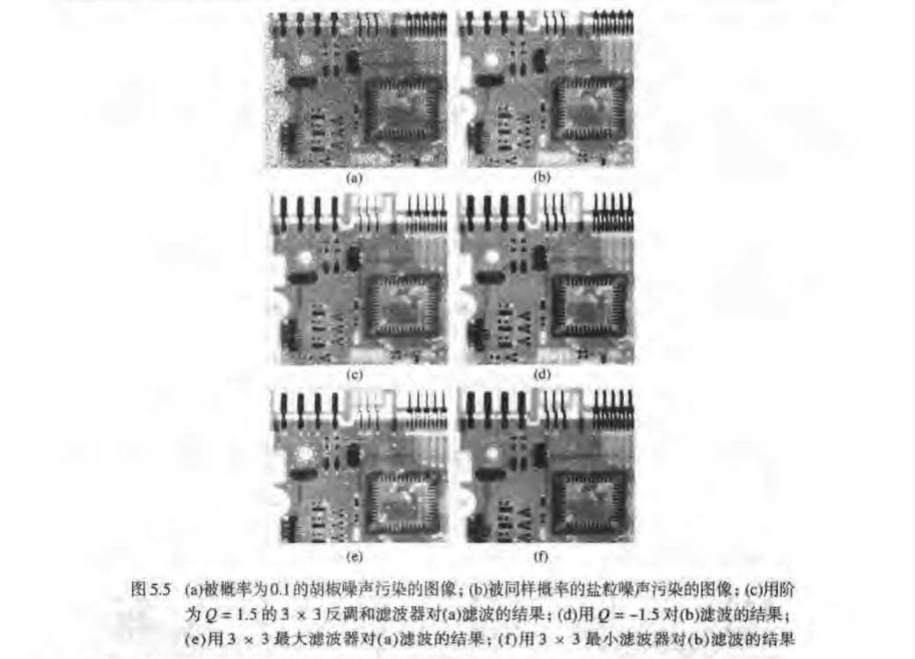 (a)
(b)
(c)
(d)
(e)
(f)
图5.5 (a)被概率为0.1的胡椒噪声污染的图像；(b)被同样概率的盐粒噪声污染的图像；(c)用阶
为Q = 1.5的3 × 3反调和滤波器对(a)滤波的结果；(d)用Q = -1.5对(b)滤波的结果；
(e)用3 × 3最大滤波器对(a)滤波的结果；(f)用3 × 3最小滤波器对(b)滤波的结果